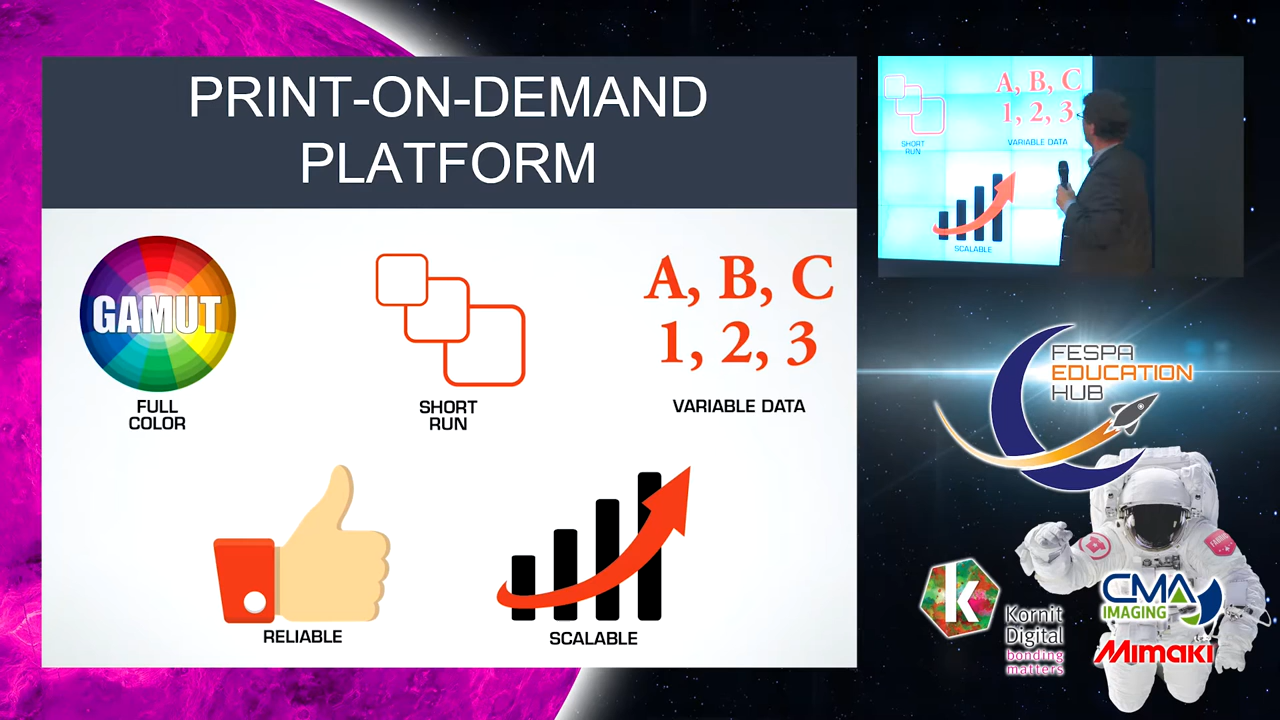 PRINT-ON-DEMAND
PLATFORM
GAMUT
FULL
COLOR
SHORT
RUN
A, B, C
1, 2, 3
VARIABLE DATA
RELIABLE
SCALABLE
A, B, C
1, 2, 3
SHORT
RUN
VARIABLE DATA
SCALABLE
FESPA
EDUCATION
HUB
k
Kornit
Digital
bonding
matters
CMA
IMAGING
Mimaki